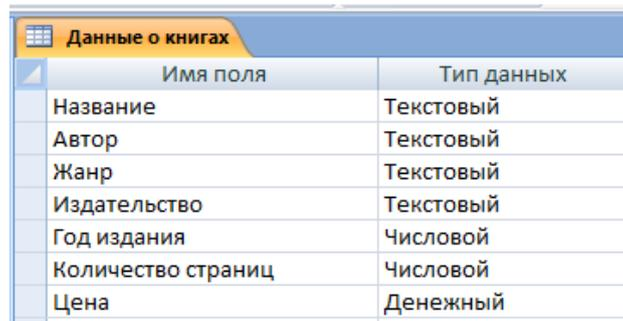 Данные о книгах
Имя поля Тип данных
Название Текстовый
Автор Текстовый
Жанр Текстовый
Издательство Текстовый
Год издания Числовой
Количество страниц Числовой
Цена Денежный